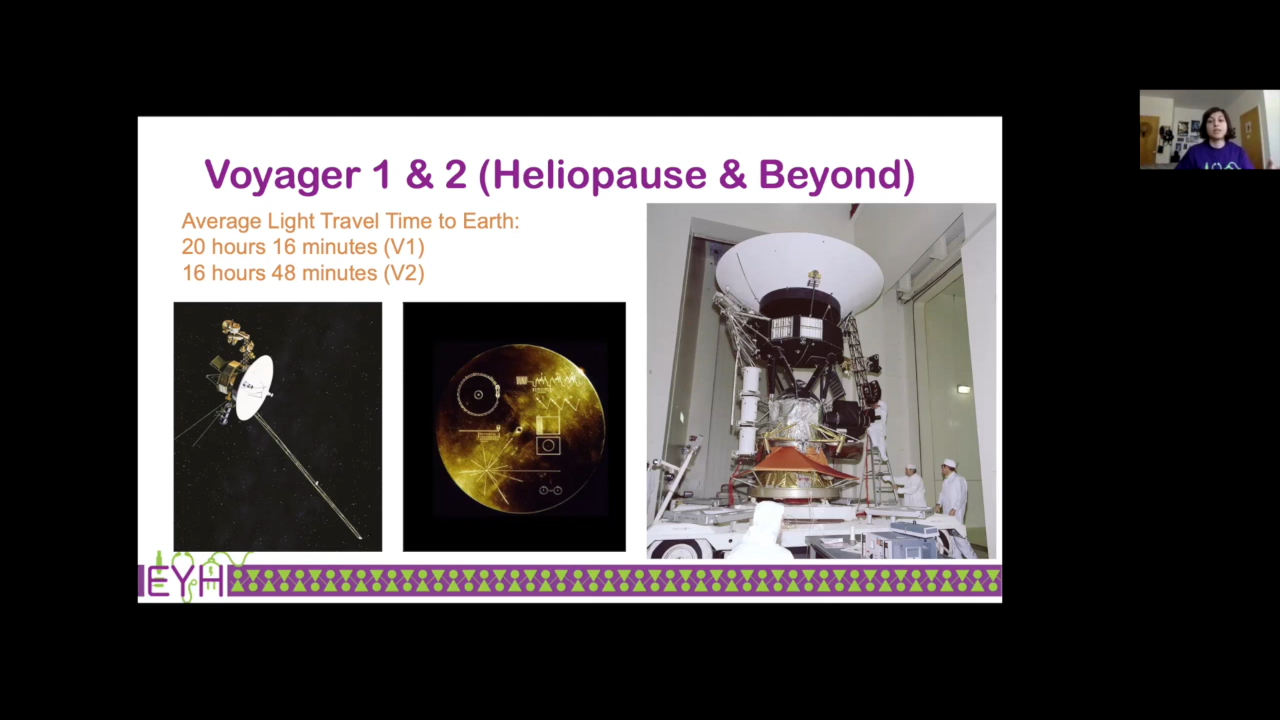 Voyager 1 & 2 (Heliopause & Beyond)
Average Light Travel Time to Earth:
20 hours 16 minutes (V1)
16 hours 48 minutes (V2)
EYH